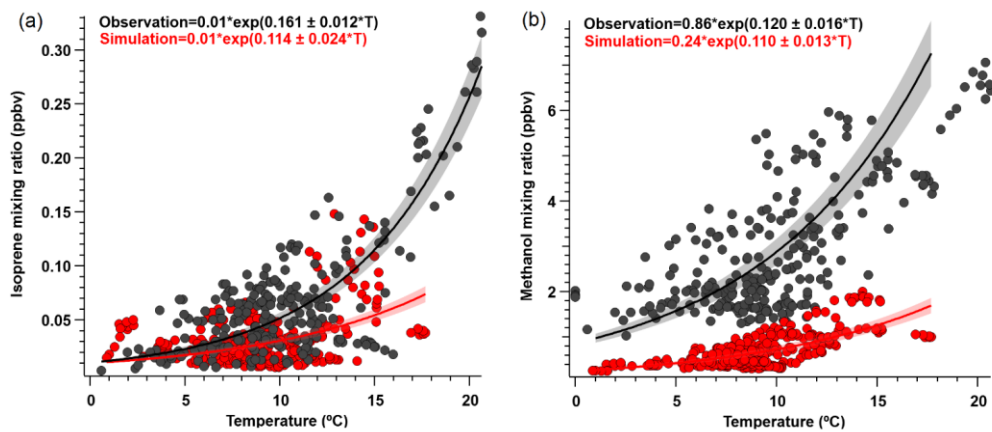 (a)
Observation=0.01*exp(0.161 ± 0.012*T)
Simulation=0.01*exp(0.114 ± 0.024*T)
Isoprene mixing ratio (ppbv)
0.30
0.25
0.20
0.15
0.10
0.05
0 5 10 15 20
Temperature (ºC)
(b)
Observation=0.86*exp(0.120 ± 0.016*T)
Simulation=0.24*exp(0.110 ± 0.013*T)
Methanol mixing ratio (ppbv)
6
4
2
0 5 10 15 20
Temperature (ºC)